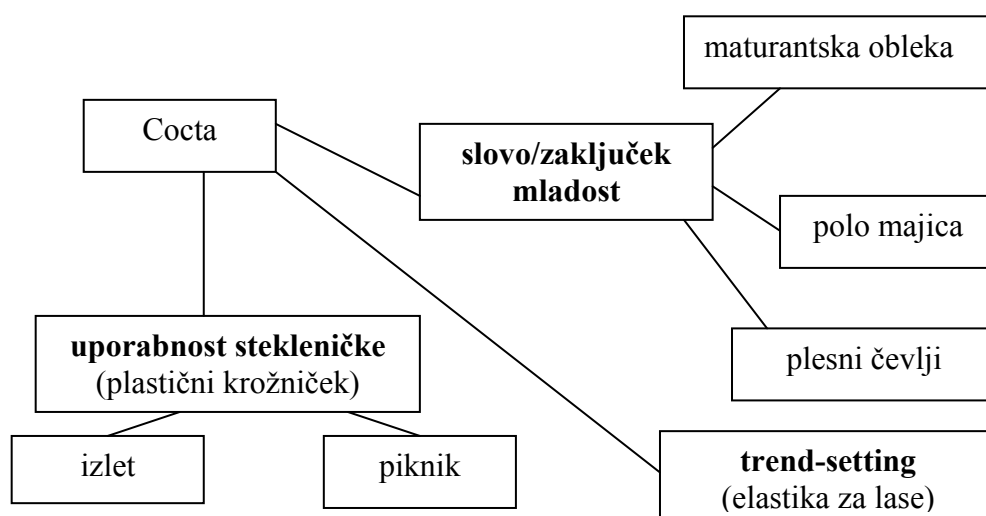 maturantska obleka
Cocta
slovo/zaključek
mladost
polo majica
uporabnost stekleničke
(plastični krožniček)
plesni čevlji
izlet
piknik
trend-setting
(elastika za lase)